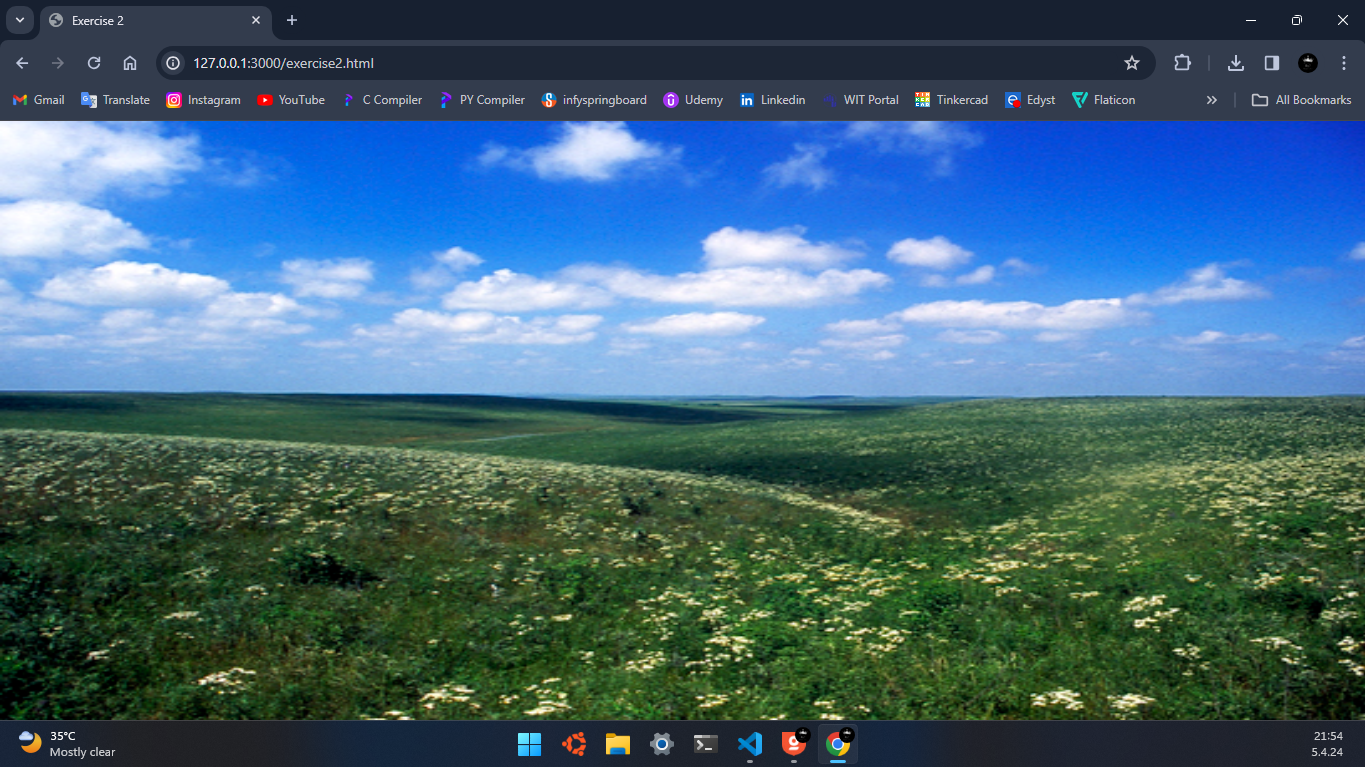 Exercise 2
127.0.0.1:3000/exercise2.html
Gmail Translate Instagram YouTube C Compiler PY Compiler infyspringboard Udemy Linkedin WIT Portal Tinkercad Edyst Flaticon All Bookmarks
35°C
Mostly clear
21:54
5.4.24